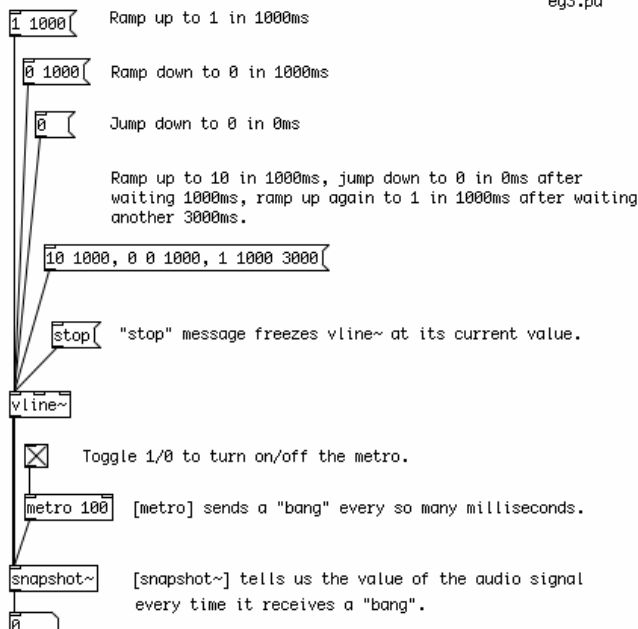 eg3.pd
1 1000
Ramp up to 1 in 1000ms
0 1000
Ramp down to 0 in 1000ms
0
Jump down to 0 in 0ms
Ramp up to 10 in 1000ms, jump down to 0 in 0ms after
waiting 1000ms, ramp up again to 1 in 1000ms after waiting
another 3000ms.
10 1000, 0 0 1000, 1 1000 3000
stop
"stop" message freezes vline~ at its current value.
vline~
Toggle 1/0 to turn on/off the metro.
metro 100
[metro] sends a "bang" every so many milliseconds.
snapshot~
[snapshot~] tells us the value of the audio signal
every time it receives a "bang".
0